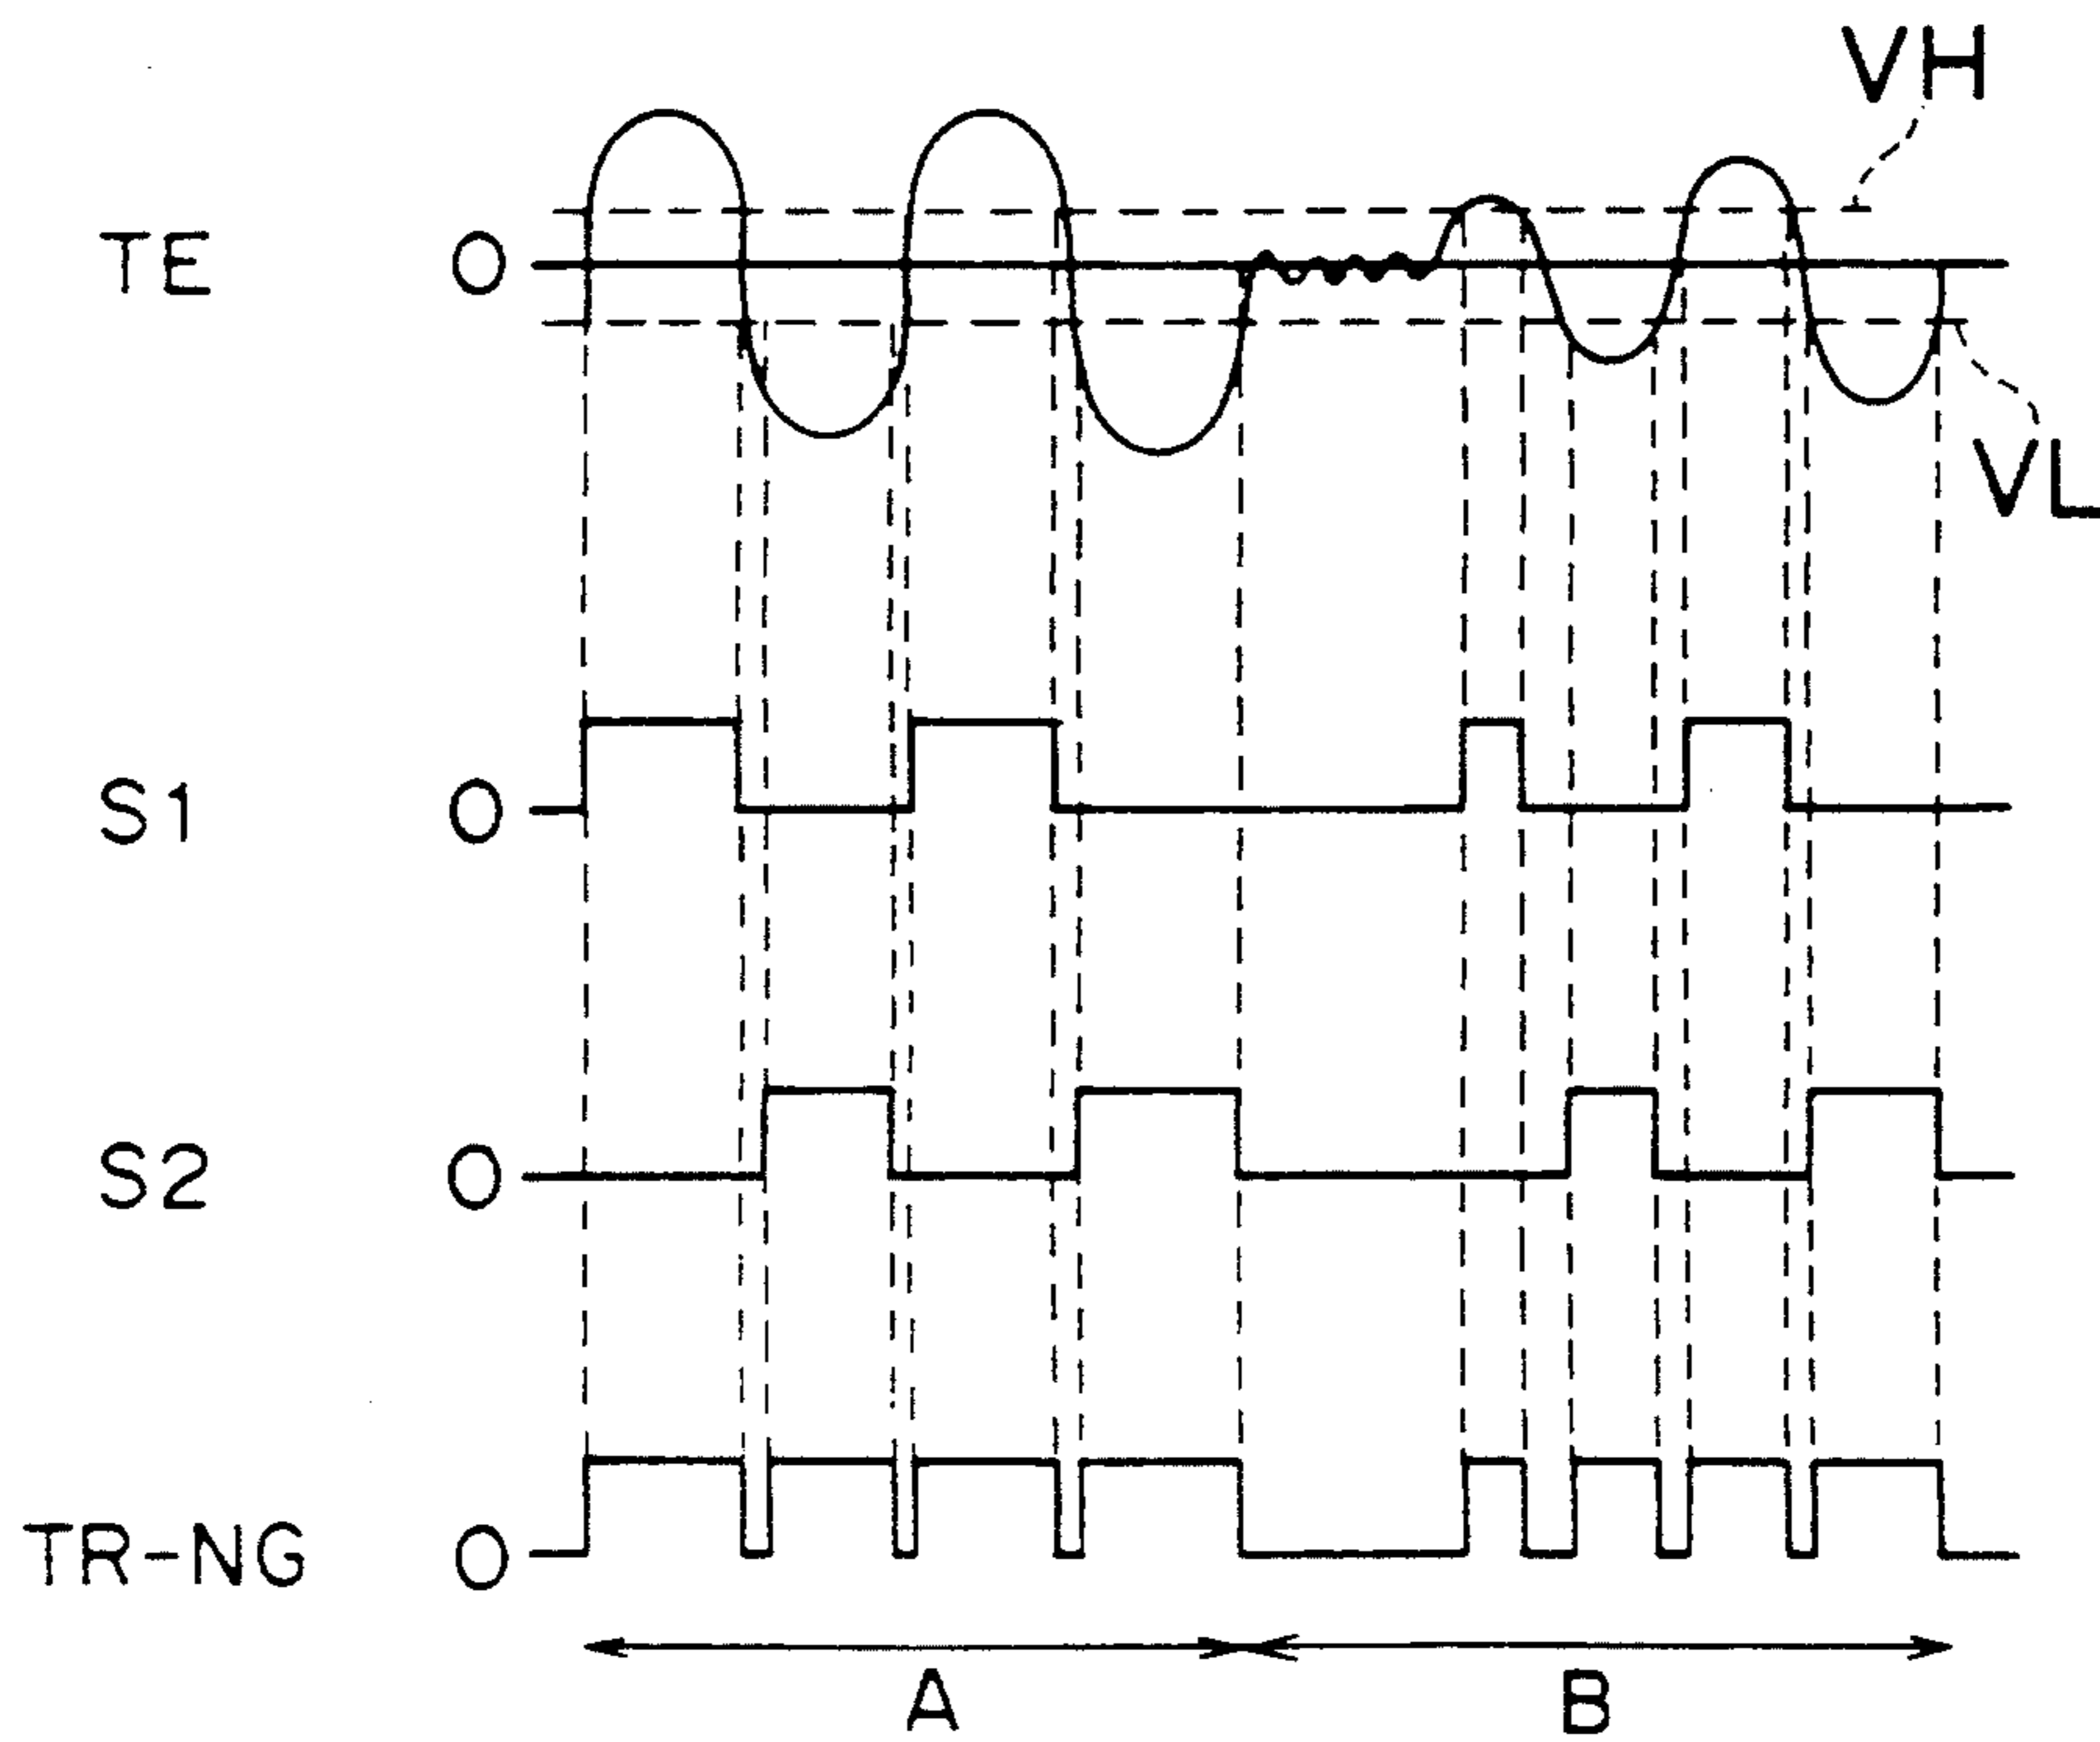 VH
TE O
VL
S1 O
S2 O
TR-NG O
A B